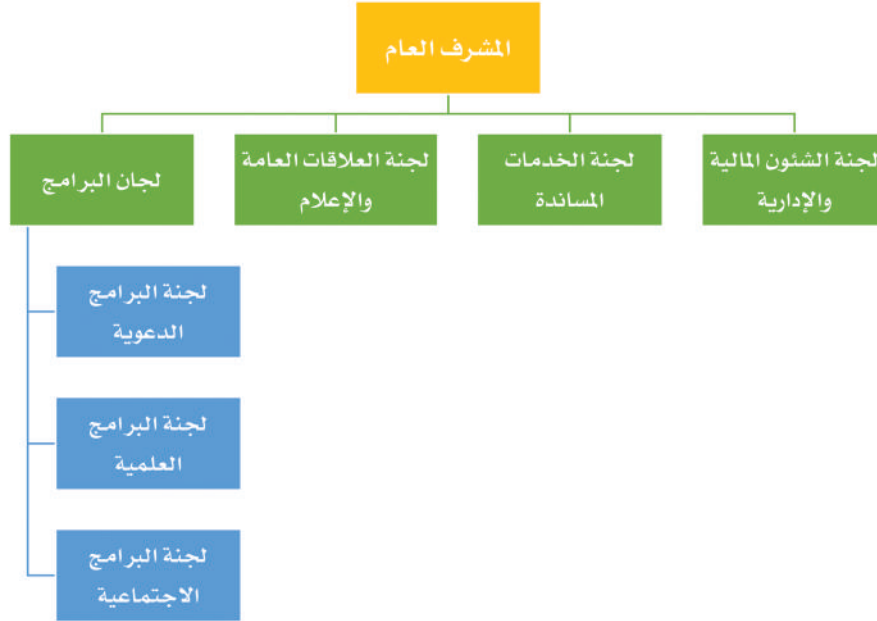 المشرف العام
لجنة الشئون المالية
والإدارية
لجنة الخدمات
المساندة
لجنة العلاقات العامة
والإعلام
لجان البرامج
لجنة البرامج
الدعوية
لجنة البرامج
العلمية
لجنة البرامج
الاجتماعية